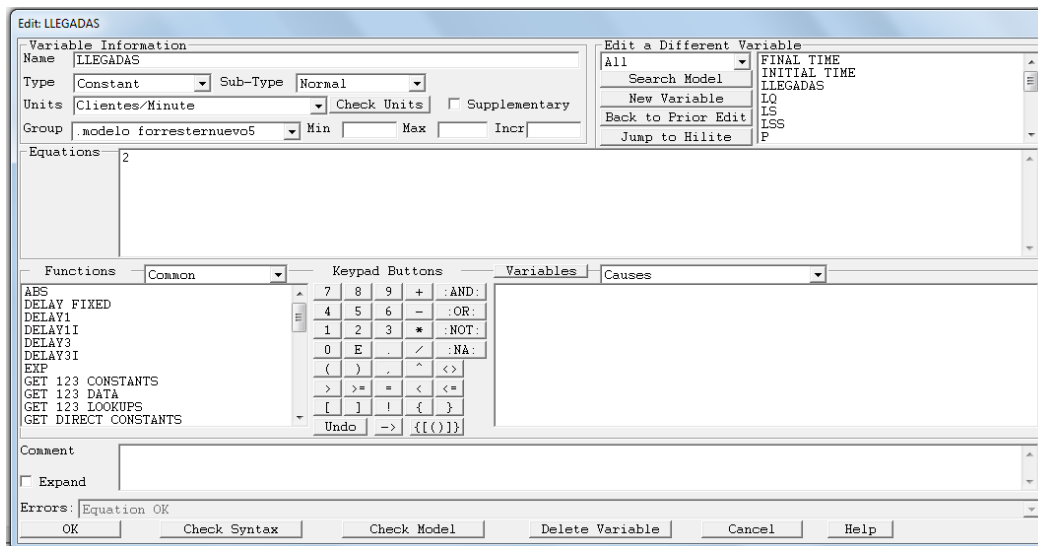 Edit: LLEGADAS
Variable Information
Name LLEGADAS
Type Constant Sub-Type Normal
Units Clientes/Minute Check Units Supplementary
Group .modelo forresternuevo5 Min Max Incr
Edit a Different Variable
All
Search Model
New Variable
Back to Prior Edit
Jump to Hilite
FINAL TIME
INITIAL TIME
LLEGADAS
LQ
LS
LSS
P
Equations
2
Functions Common
ABS
DELAY FIXED
DELAY1
DELAY1I
DELAY3
DELAY3I
EXP
GET 123 CONSTANTS
GET 123 DATA
GET 123 LOOKUPS
GET DIRECT CONSTANTS
Keypad Buttons
7 8 9 + :AND:
4 5 6 - :OR:
1 2 3 * :NOT:
0 E . / :NA:
( ) , ^ <>
> >= = < <=
[ ] ! { }
Undo -> {[()]}
Variables Causes
Comment
Expand
Errors: Equation OK
OK Check Syntax Check Model Delete Variable Cancel Help